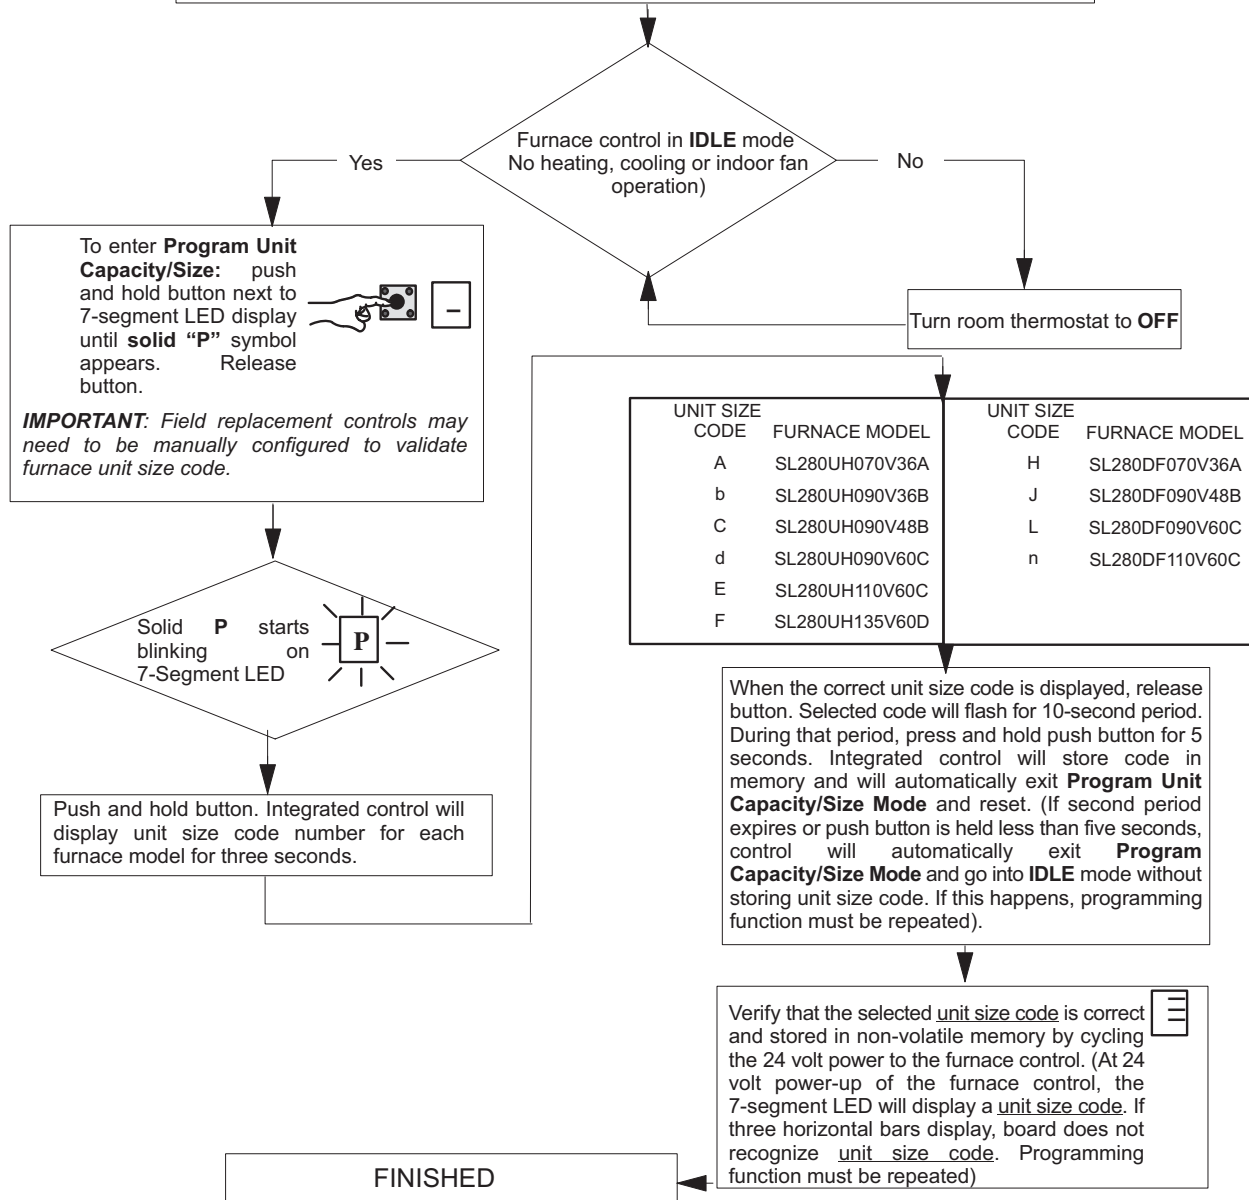 Furnace control in IDLE mode
No heating, cooling or indoor fan
operation)
Yes
No
To enter Program Unit
Capacity/Size: push
and hold button next to
7-segment LED display
until solid “P” symbol
appears. Release
button.
IMPORTANT: Field replacement controls may
need to be manually configured to validate
furnace unit size code.
Turn room thermostat to OFF
Solid P starts
blinking on
7-Segment LED
P
Push and hold button. Integrated control will
display unit size code number for each
furnace model for three seconds.
UNIT SIZE
CODE FURNACE MODEL
A SL280UH070V36A
b SL280UH090V36B
C SL280UH090V48B
d SL280UH090V60C
E SL280UH110V60C
F SL280UH135V60D
UNIT SIZE
CODE FURNACE MODEL
H SL280DF070V36A
J SL280DF090V48B
L SL280DF090V60C
n SL280DF110V60C
When the correct unit size code is displayed, release
button. Selected code will flash for 10-second period.
During that period, press and hold push button for 5
seconds. Integrated control will store code in
memory and will automatically exit Program Unit
Capacity/Size Mode and reset. (If second period
expires or push button is held less than five seconds,
control will automatically exit Program
Capacity/Size Mode and go into IDLE mode without
storing unit size code. If this happens, programming
function must be repeated).
Verify that the selected unit size code is correct
and stored in non-volatile memory by cycling
the 24 volt power to the furnace control. (At 24
volt power-up of the furnace control, the
7-segment LED will display a unit size code. If
three horizontal bars display, board does not
recognize unit size code. Programming
function must be repeated)
FINISHED